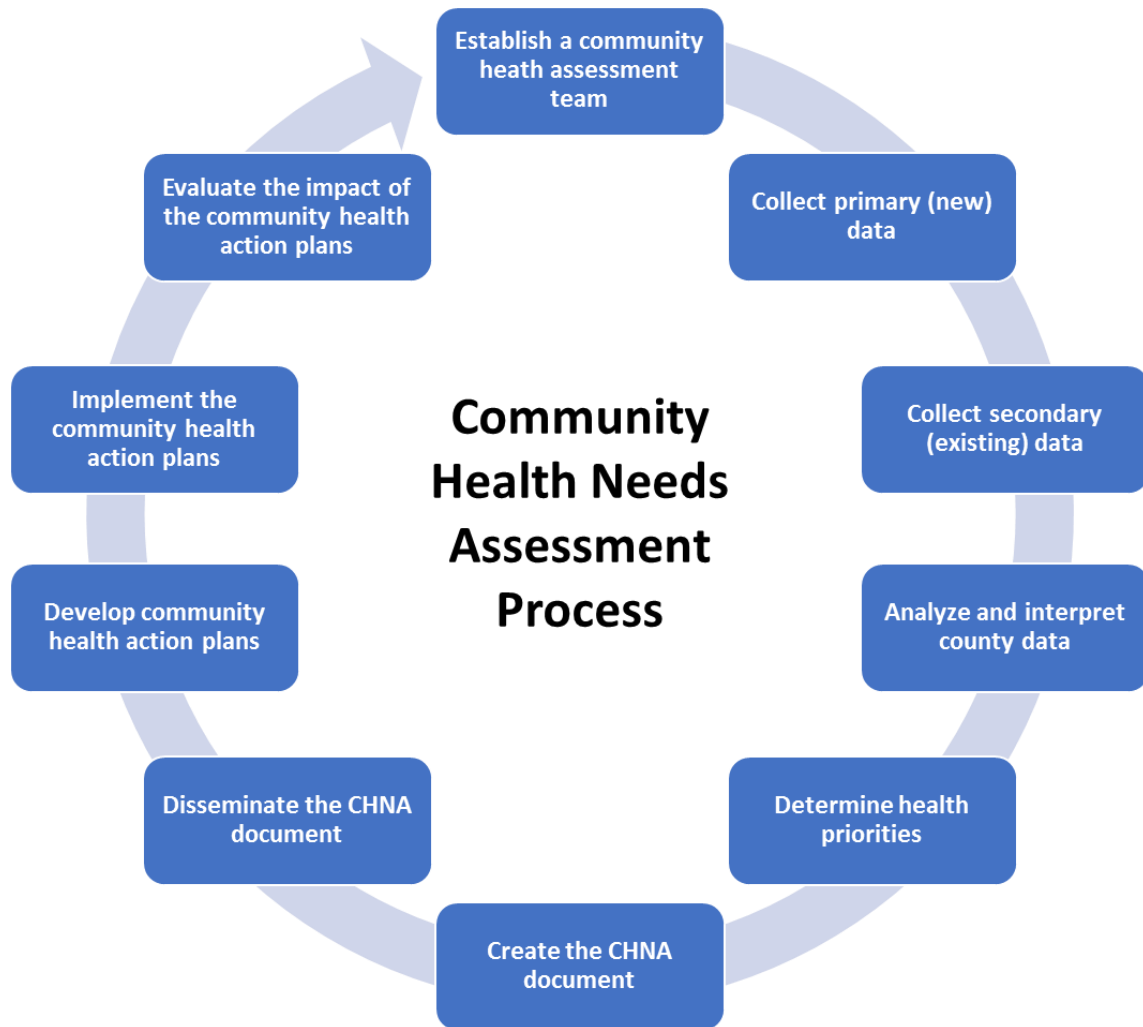 Establish a community
heath assessment
team
Collect primary (new)
data
Collect secondary
(existing) data
Analyze and interpret
county data
Determine health
priorities
Create the CHNA
document
Disseminate the CHNA
document
Develop community
health action plans
Implement the
community health
action plans
Evaluate the impact of
the community health
action plans
Community
Health Needs
Assessment
Process